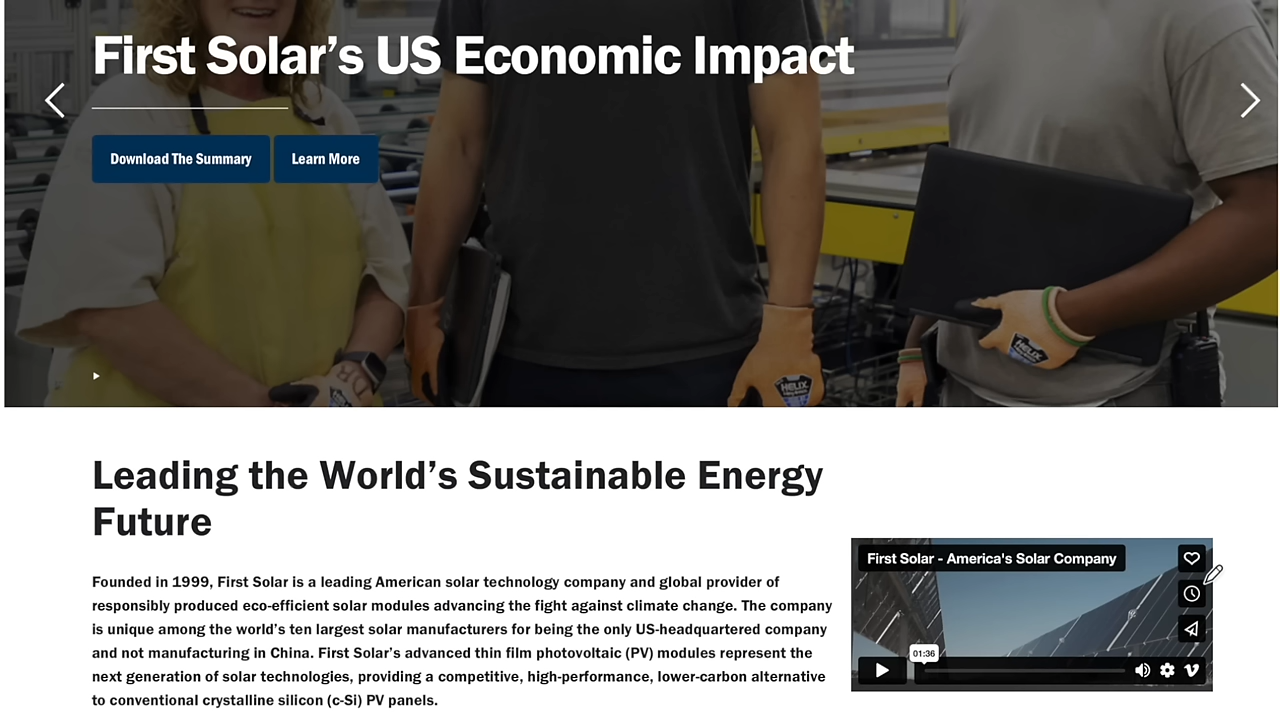 First Solar’s US Economic Impact
Download The Summary
Learn More
HELIX
HELIX
Leading the World’s Sustainable Energy
Future
Founded in 1999, First Solar is a leading American solar technology company and global provider of
responsibly produced eco-efficient solar modules advancing the fight against climate change. The company
is unique among the world’s ten largest solar manufacturers for being the only US-headquartered company
and not manufacturing in China. First Solar’s advanced thin film photovoltaic (PV) modules represent the
next generation of solar technologies, providing a competitive, high-performance, lower-carbon alternative
to conventional crystalline silicon (c-Si) PV panels.
First Solar - America's Solar Company
01:36